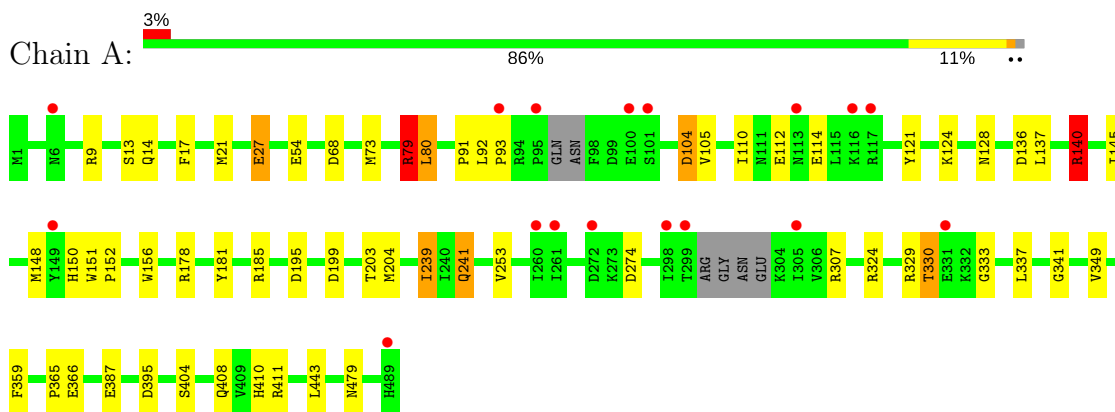 3%
Chain A:
86% 11% ••
M1 N6 R9 S13 Q14 F17 M21 E27 E54 D68 M73 R79 L80 P91 L92 P93 R94 P95 GLN ASN F98 D99 E100 S101 D104 V105 I110 N111 E112 N113 E114 L115 K116 R117 Y121 K124 N128 D136 L137 R140 I145
M148 Y149 H150 W151 P152 W156 R178 Y181 R185 D195 D199 T203 M204 I239 I240 Q241 V253 I260 I261 D272 K273 D274 I298 T299 ARG GLY ASN GLU K304 I305 V306 R307 R324 R329 T330 E331 K332 G333 L337 G341 V349
F359 P365 E366 E387 D395 S404 Q408 V409 H410 R411 L443 N479 H489